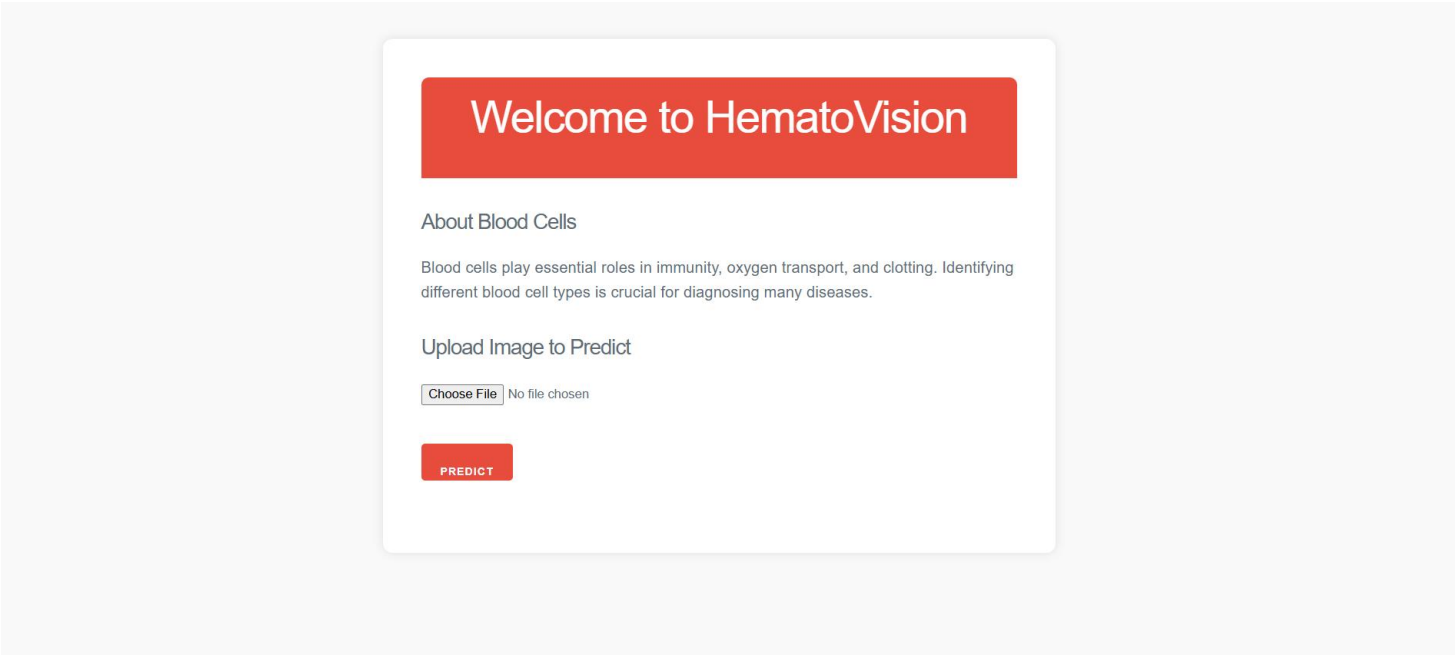 Welcome to HematoVision
About Blood Cells
Blood cells play essential roles in immunity, oxygen transport, and clotting. Identifying
different blood cell types is crucial for diagnosing many diseases.
Upload Image to Predict
Choose File No file chosen
PREDICT